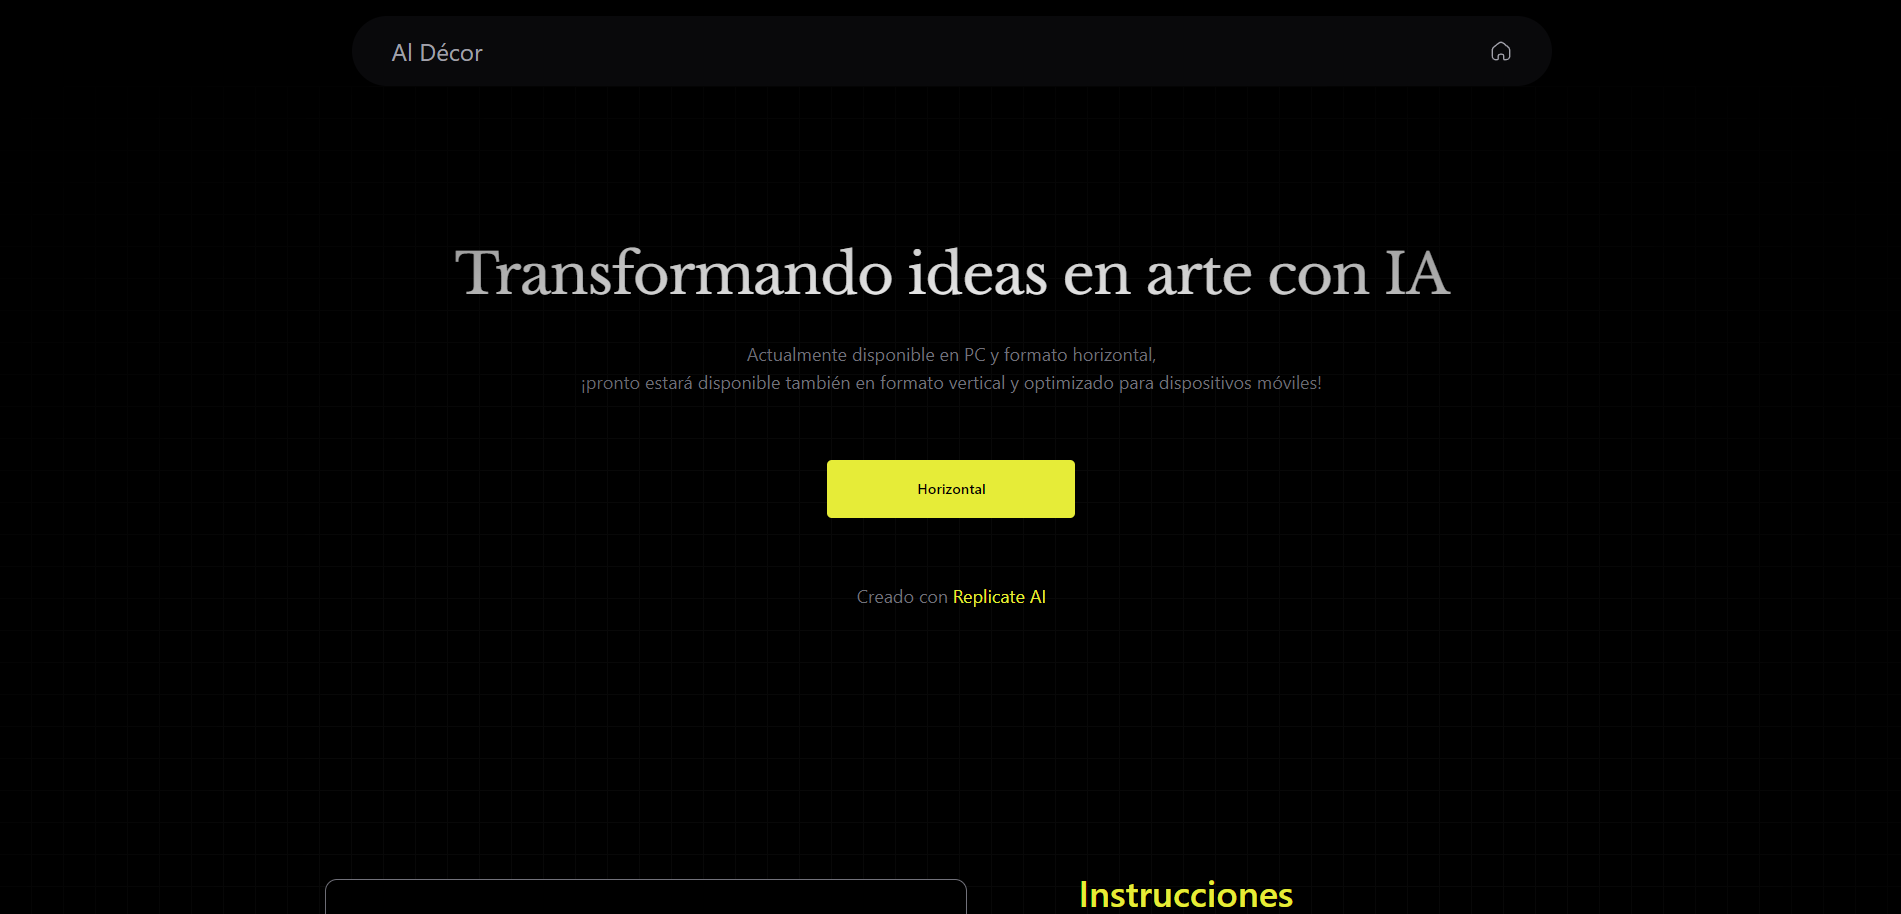 AI Décor
Transformando ideas en arte con IA
Actualmente disponible en PC y formato horizontal,
¡pronto estará disponible también en formato vertical y optimizado para dispositivos móviles!
Horizontal
Creado con Replicate AI
Instrucciones